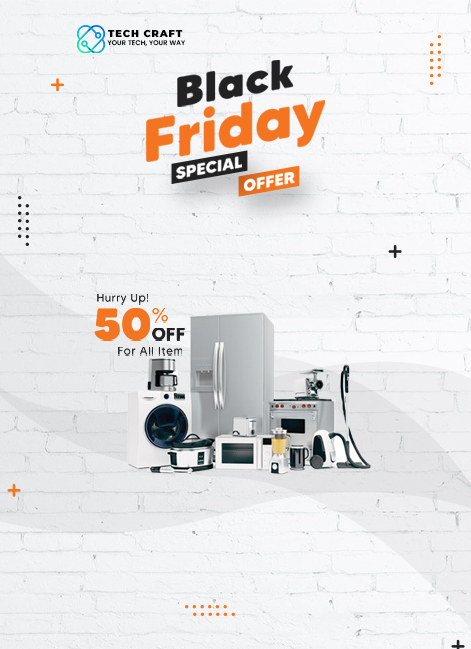 TECH CRAFT
YOUR TECH, YOUR WAY
Black
Friday
SPECIAL
OFFER
Hurry Up!
50%
OFF
For All Item